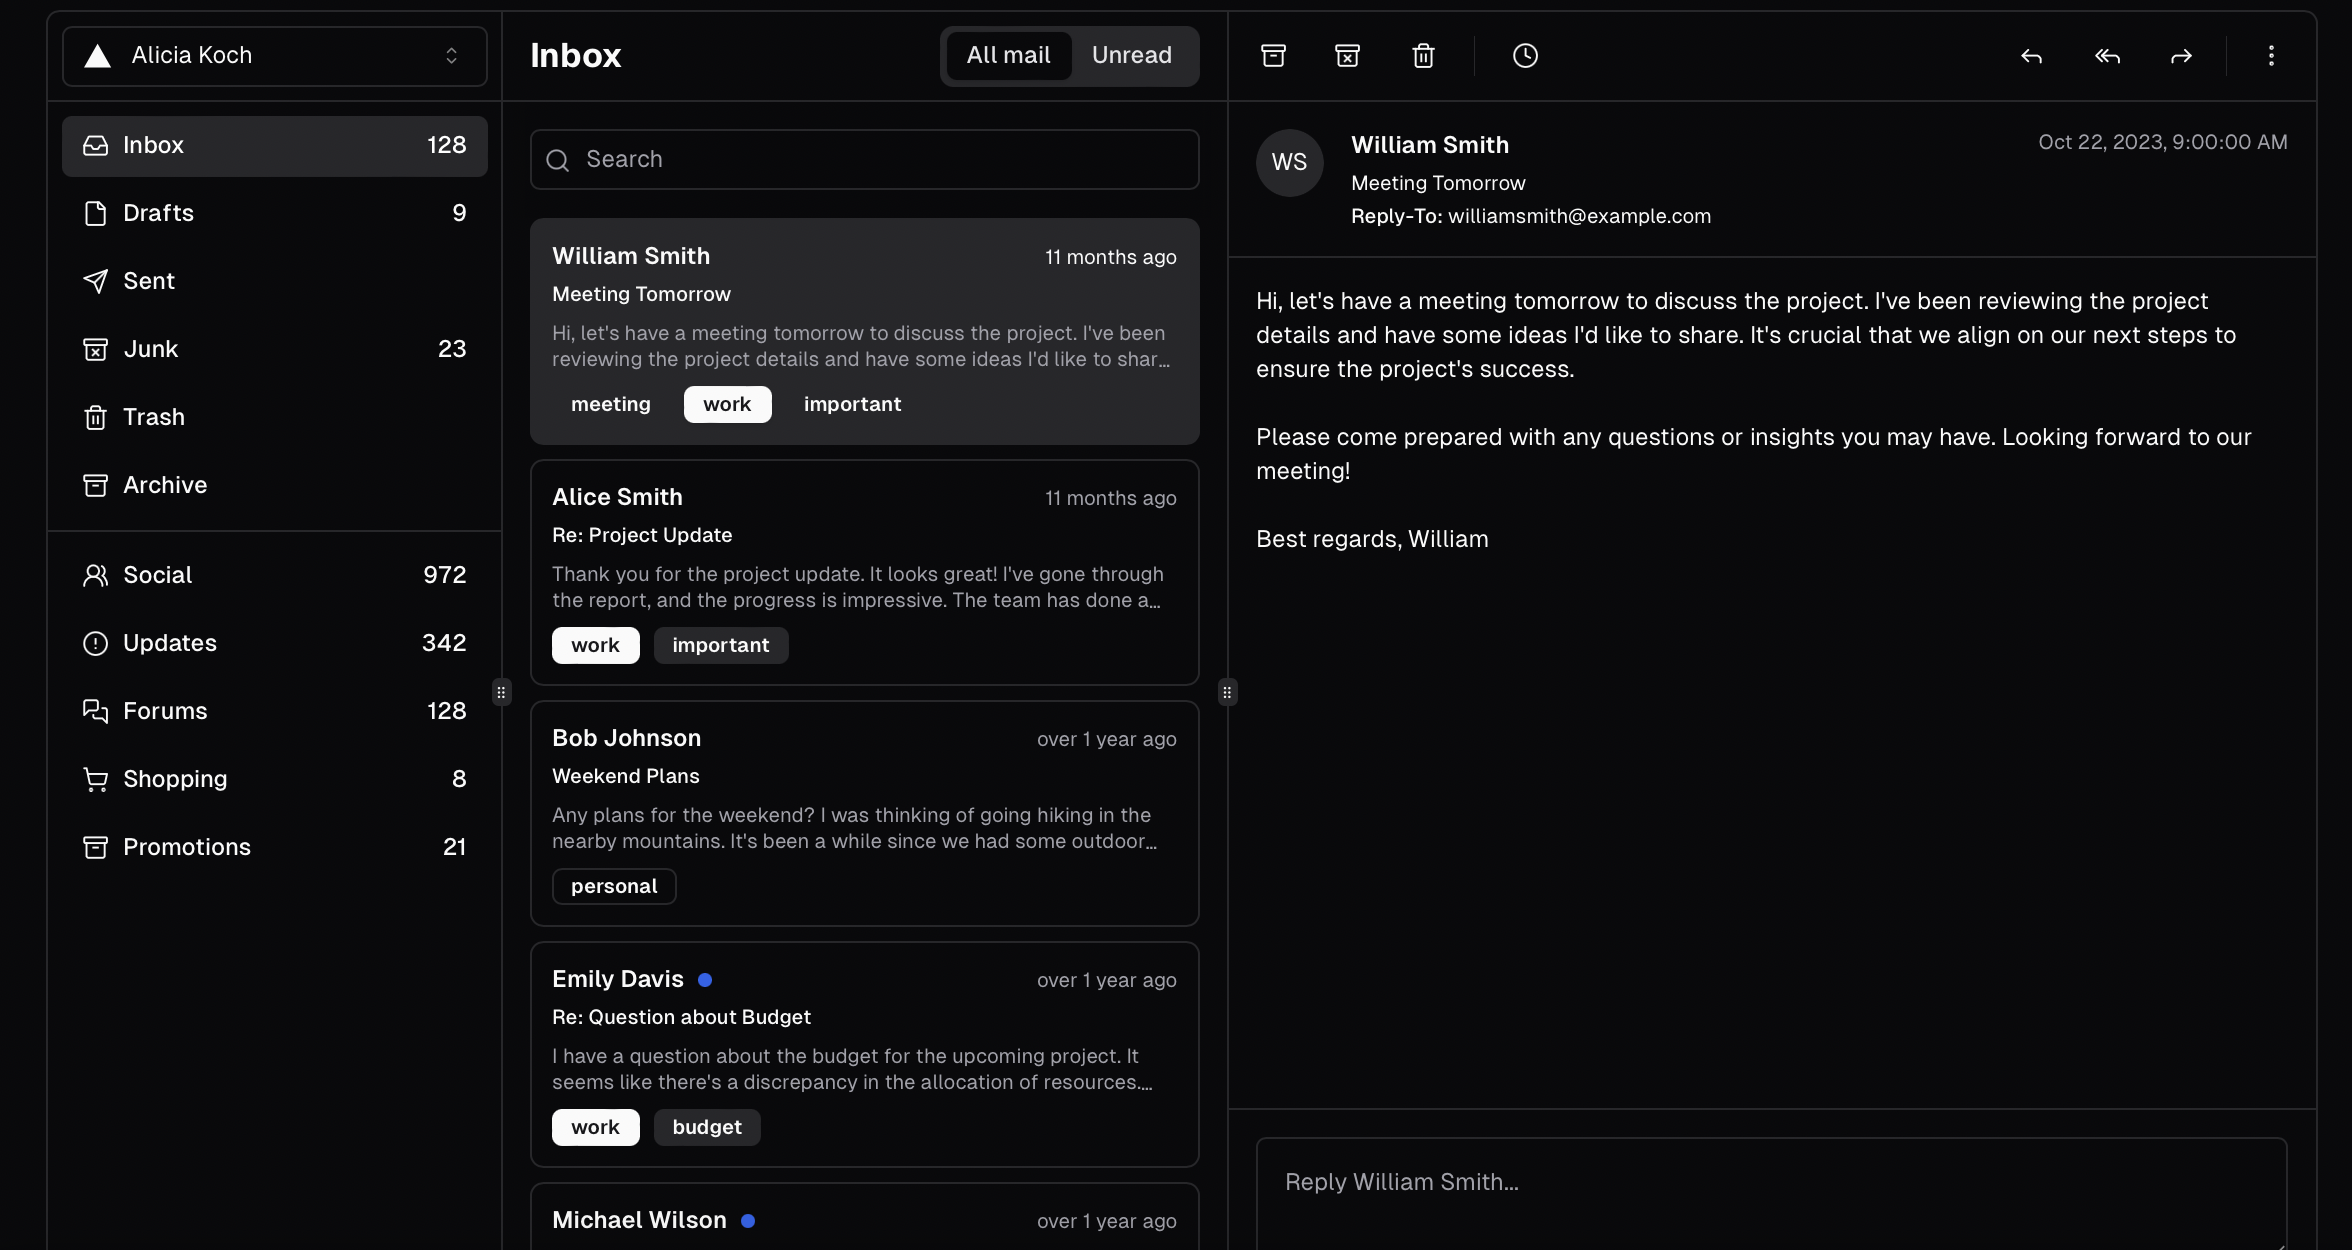 Alicia Koch
Inbox 128
Drafts 9
Sent
Junk 23
Trash
Archive
Social 972
Updates 342
Forums 128
Shopping 8
Promotions 21
Inbox
All mail Unread
Search
William Smith 11 months ago
Meeting Tomorrow
Hi, let's have a meeting tomorrow to discuss the project. I've been
reviewing the project details and have some ideas I'd like to shar…
meeting work important
Alice Smith 11 months ago
Re: Project Update
Thank you for the project update. It looks great! I've gone through
the report, and the progress is impressive. The team has done a…
work important
Bob Johnson over 1 year ago
Weekend Plans
Any plans for the weekend? I was thinking of going hiking in the
nearby mountains. It's been a while since we had some outdoor…
personal
Emily Davis over 1 year ago
Re: Question about Budget
I have a question about the budget for the upcoming project. It
seems like there's a discrepancy in the allocation of resources.…
work budget
Michael Wilson over 1 year ago
WS
William Smith Oct 22, 2023, 9:00:00 AM
Meeting Tomorrow
Reply-To: williamsmith@example.com
Hi, let's have a meeting tomorrow to discuss the project. I've been reviewing the project
details and have some ideas I'd like to share. It's crucial that we align on our next steps to
ensure the project's success.
Please come prepared with any questions or insights you may have. Looking forward to our
meeting!
Best regards, William
Reply William Smith...